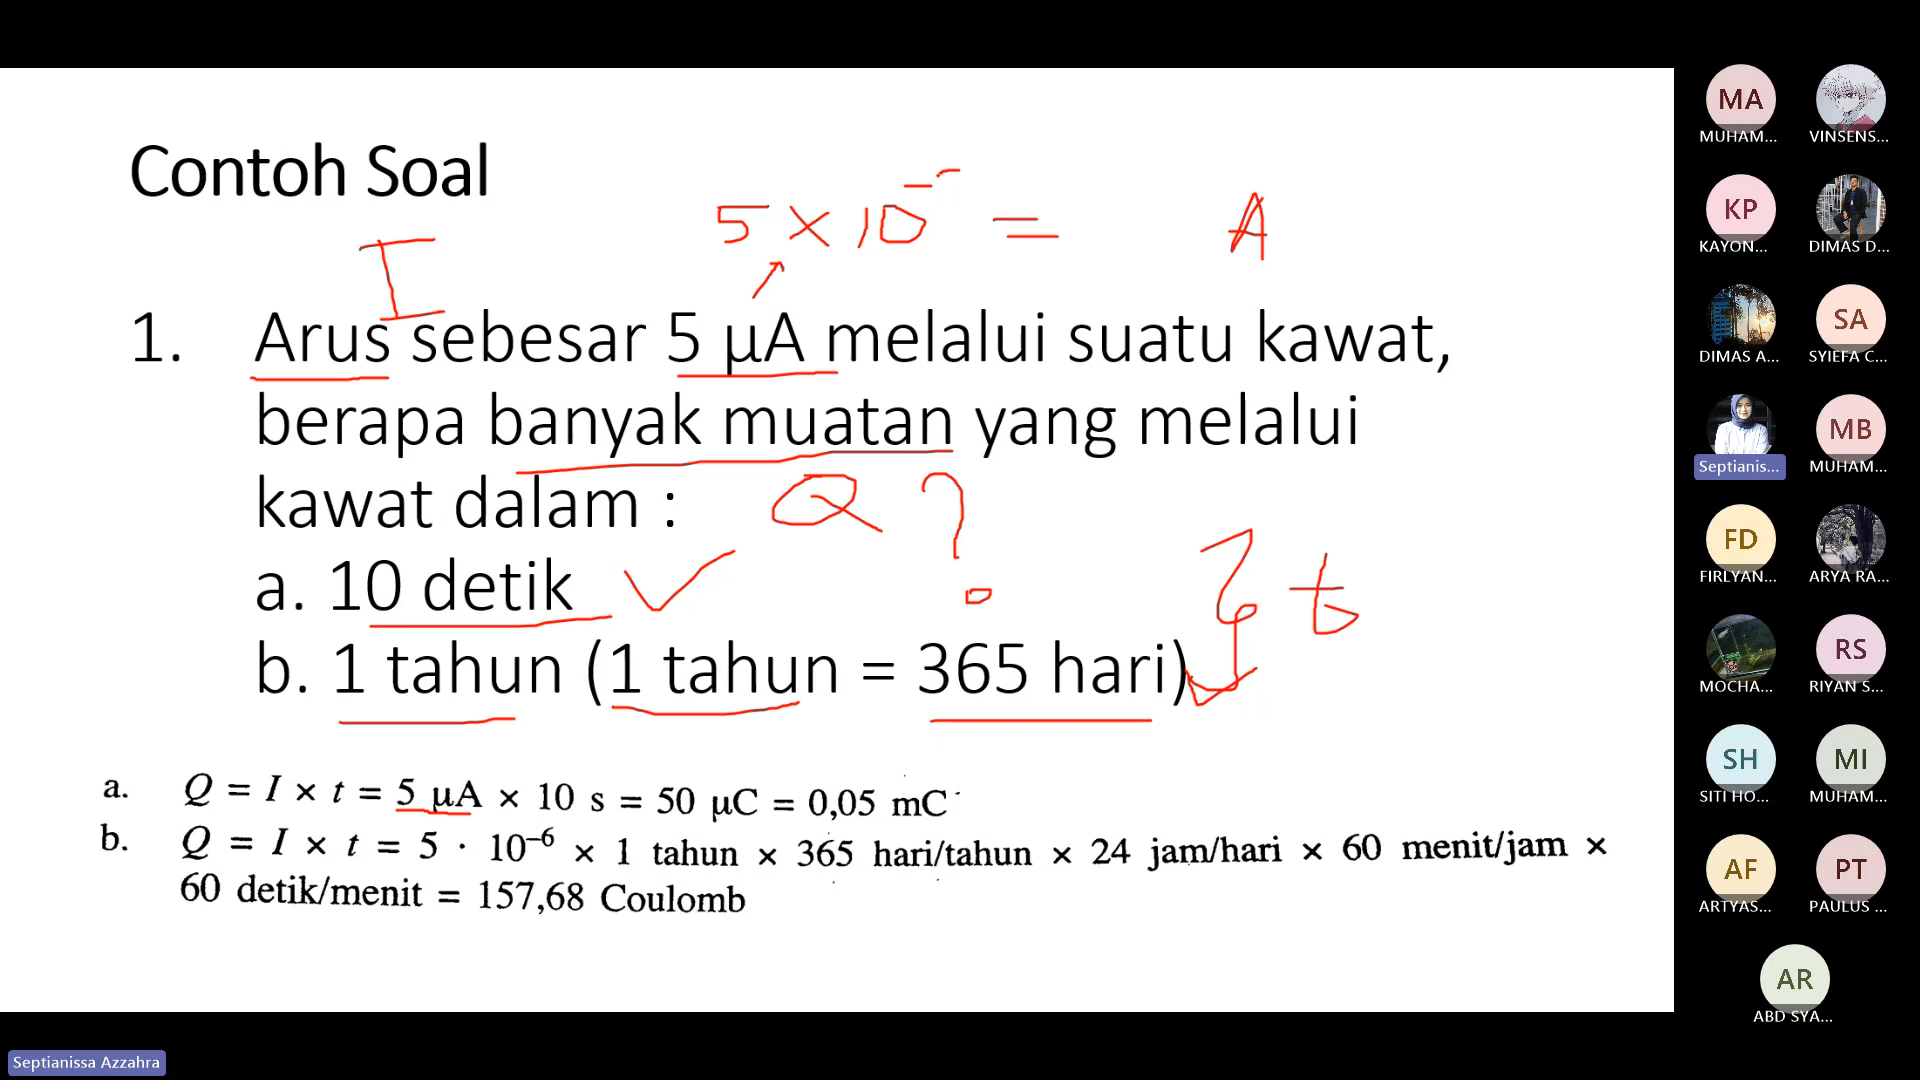 Contoh Soal
5 × 10⁻ = A
I
1. Arus sebesar 5 µA melalui suatu kawat,
berapa banyak muatan yang melalui
kawat dalam :
Q ?
a. 10 detik
t
b. 1 tahun (1 tahun = 365 hari)
a. Q = I × t = 5 µA × 10 s = 50 µC = 0,05 mC
b. Q = I × t = 5 · 10⁻⁶ × 1 tahun × 365 hari/tahun × 24 jam/hari × 60 menit/jam ×
60 detik/menit = 157,68 Coulomb
MA
MUHAM...
VINSENS...
KP
KAYON...
DIMAS D...
DIMAS A...
SA
SYIEFA C...
Septianis...
MB
MUHAM...
FD
FIRLYAN...
ARYA RA...
MOCHA...
RS
RIYAN S...
SH
SITI HO...
MI
MUHAM...
AF
ARTYAS...
PT
PAULUS ...
AR
ABD SYA...
Septianissa Azzahra